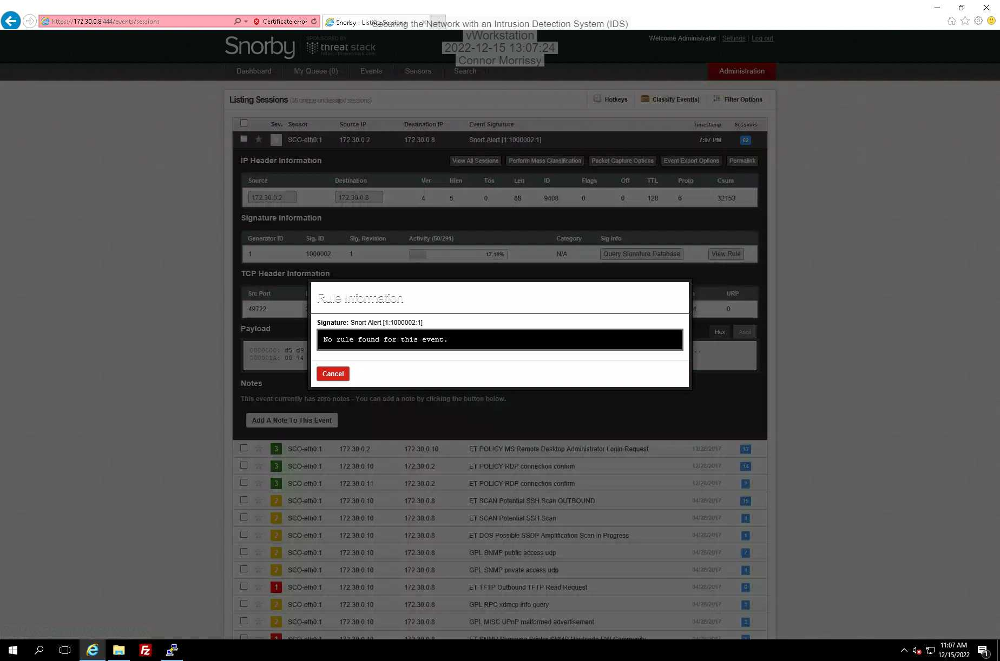 https://172.30.0.8:444/events/sessions
Certificate error
Snorby - Listing Sessions
Securing the Network with an Intrusion Detection System (IDS)
vWorkstation
2022-12-15 13:07:24
Connor Morrissy
Snorby
SPONSORED BY
threat stack
https://threatstack.com
Welcome Administrator | Settings | Log out
Dashboard
My Queue (0)
Events
Sensors
Search
Administration
Listing Sessions (35 unique unclassified sessions)
Hotkeys
Classify Event(s)
Filter Options
Sev. Sensor Source IP Destination IP Event Signature Timestamp Sessions
SCO-eth0:1 172.30.0.2 172.30.0.8 Snort Alert [1:1000002:1] 7:07 PM 62
IP Header Information
View All Sessions
Perform Mass Classification
Packet Capture Options
Event Export Options
Permalink
Source Destination Ver Hlen Tos Len ID Flags Off TTL Proto Csum
172.30.0.2 172.30.0.8 4 5 0 88 9408 0 0 128 6 32153
Signature Information
Generator ID Sig. ID Sig. Revision Activity (50/291) Category Sig Info
1 1000002 1 17.18% N/A Query Signature Database View Rule
TCP Header Information
Src Port URP
49722 2 4 0
Rule Information
Signature: Snort Alert [1:1000002:1]
No rule found for this event.
Cancel
Payload
Hex
Ascii
0000000: d5 d9
000001A: 00 74
Notes
This event currently has zero notes - You can add a note by clicking the button below.
Add A Note To This Event
3 SCO-eth0:1 172.30.0.2 172.30.0.10 ET POLICY MS Remote Desktop Administrator Login Request 12/28/2017
3 SCO-eth0:1 172.30.0.10 172.30.0.2 ET POLICY RDP connection confirm 12/28/2017 14
3 SCO-eth0:1 172.30.0.11 172.30.0.2 ET POLICY RDP connection confirm 12/28/2017 2
2 SCO-eth0:1 172.30.0.10 172.30.0.8 ET SCAN Potential SSH Scan OUTBOUND 04/28/2017 15
2 SCO-eth0:1 172.30.0.10 172.30.0.8 ET SCAN Potential SSH Scan 04/28/2017 4
2 SCO-eth0:1 172.30.0.10 172.30.0.8 ET DOS Possible SSDP Amplification Scan in Progress 04/28/2017 1
2 SCO-eth0:1 172.30.0.10 172.30.0.8 GPL SNMP public access udp 04/28/2017
2 SCO-eth0:1 172.30.0.10 172.30.0.8 GPL SNMP private access udp 04/28/2017 4
1 SCO-eth0:1 172.30.0.10 172.30.0.8 ET TFTP Outbound TFTP Read Request 04/28/2017
2 SCO-eth0:1 172.30.0.10 172.30.0.8 GPL RPC xdmcp info query 04/28/2017
2 SCO-eth0:1 172.30.0.10 172.30.0.8 GPL MISC UPnP malformed advertisement 04/28/2017
1 SCO-eth0:1 172.30.0.10 172.30.0.8 ET SNMP Samsung Printer SNMP Hardcode RW Community
11:07 AM
12/15/2022
1